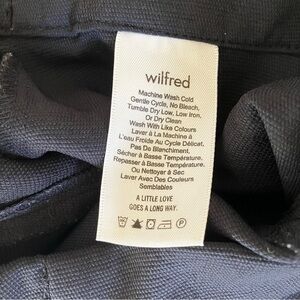 wilfred
Machine Wash Cold
Gentle Cycle, No Bleach,
Tumble Dry Low, Low Iron,
Or Dry Clean
Wash With Like Colours
Laver À La Machine À
L'eau Froide Au Cycle Délicat,
Pas De Blanchiment,
Sécher À Basse Température,
Repasser À Basse Température,
Ou Nettoyer À Sec
Laver Avec Des Couleurs
Semblables
A LITTLE LOVE
GOES A LONG WAY.